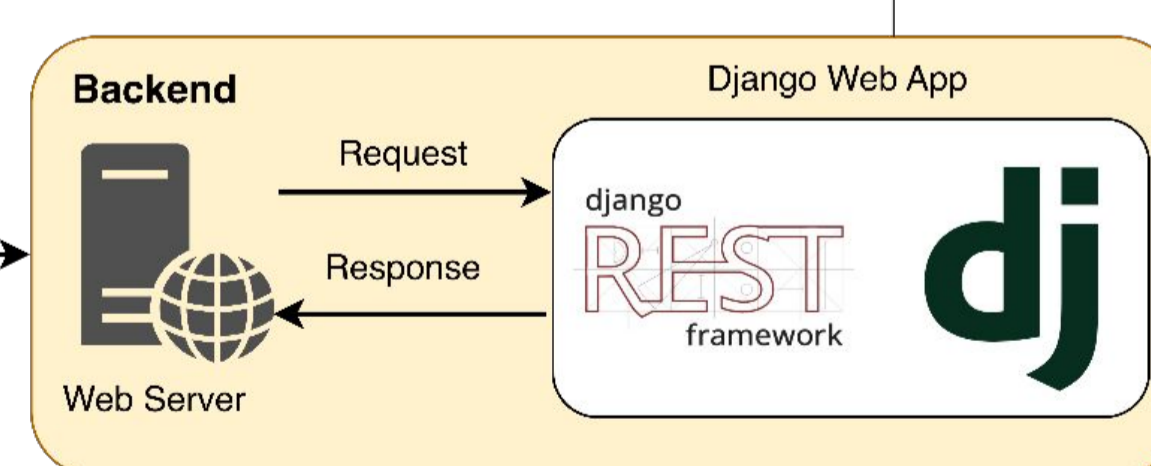 Backend
Django Web App
Request
Response
Web Server
django
REST
framework
dj